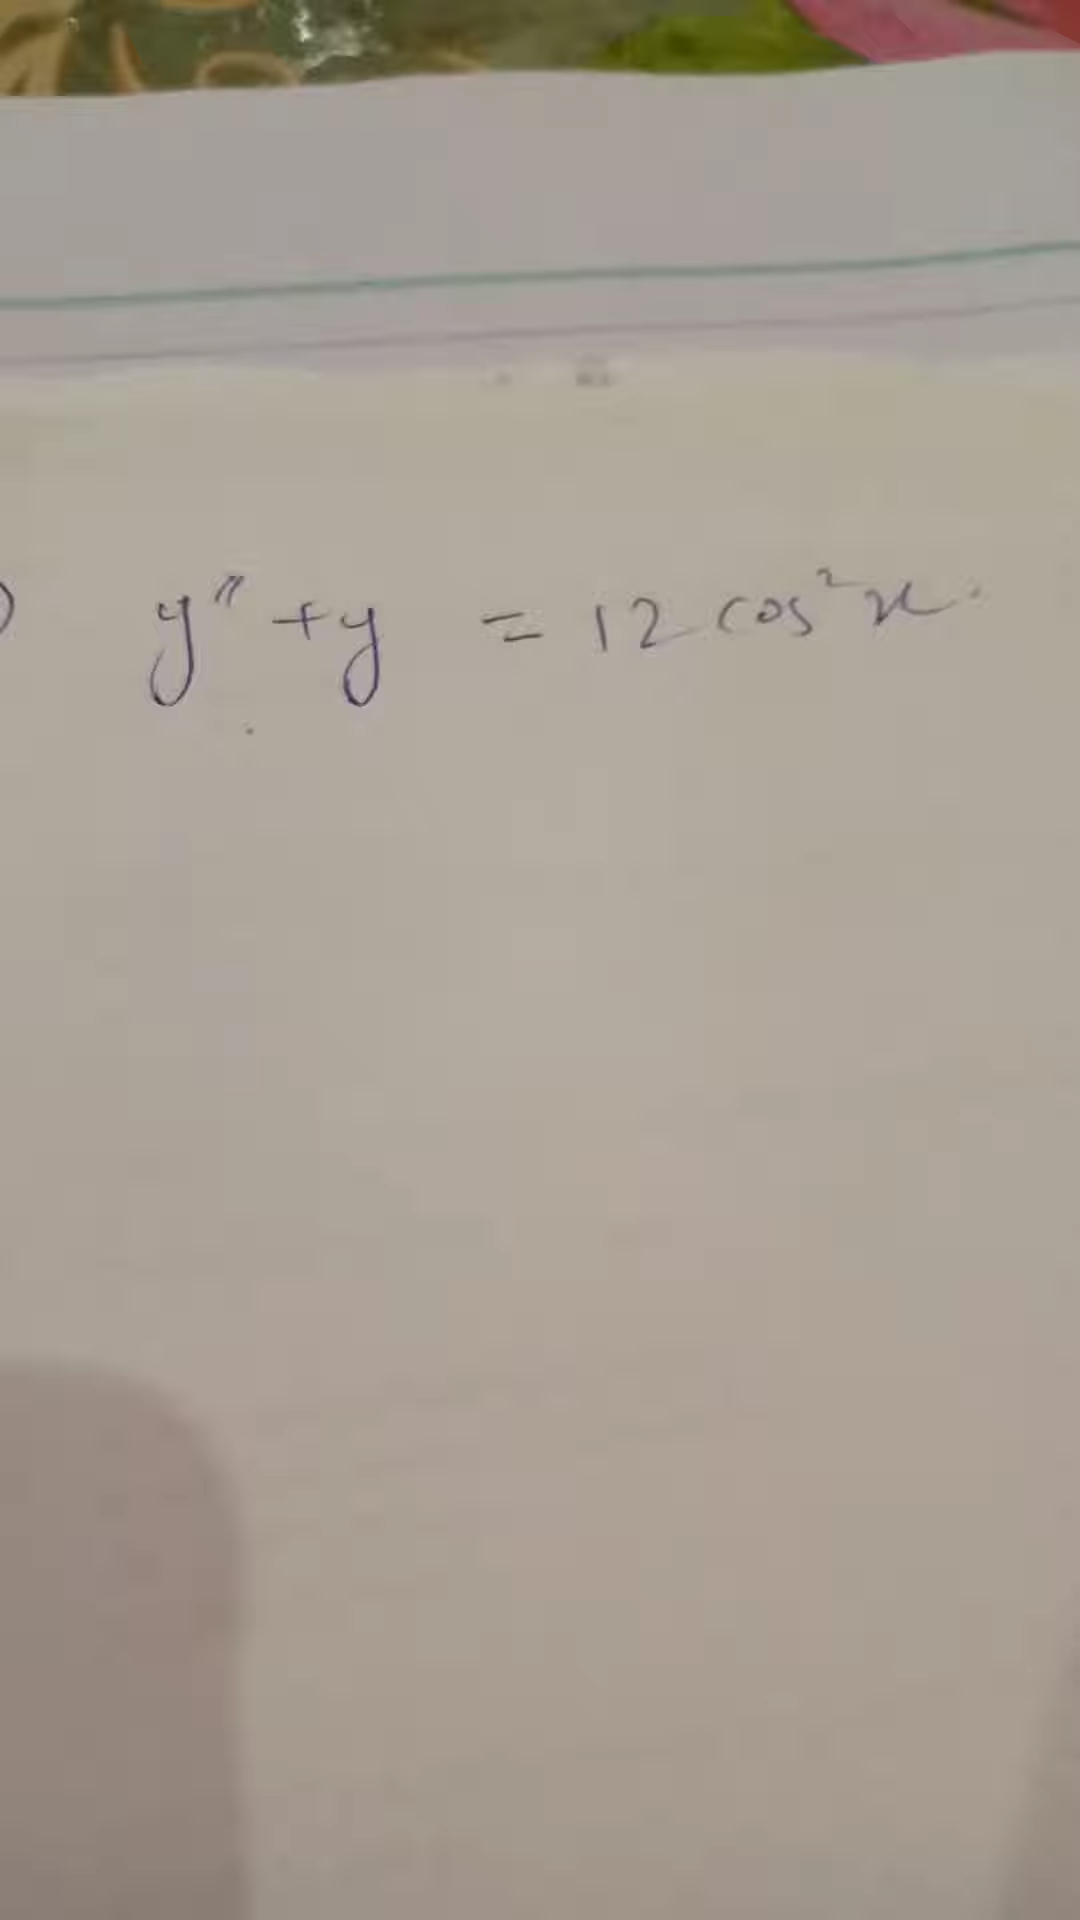 ) y" + y = 12 cos²x.